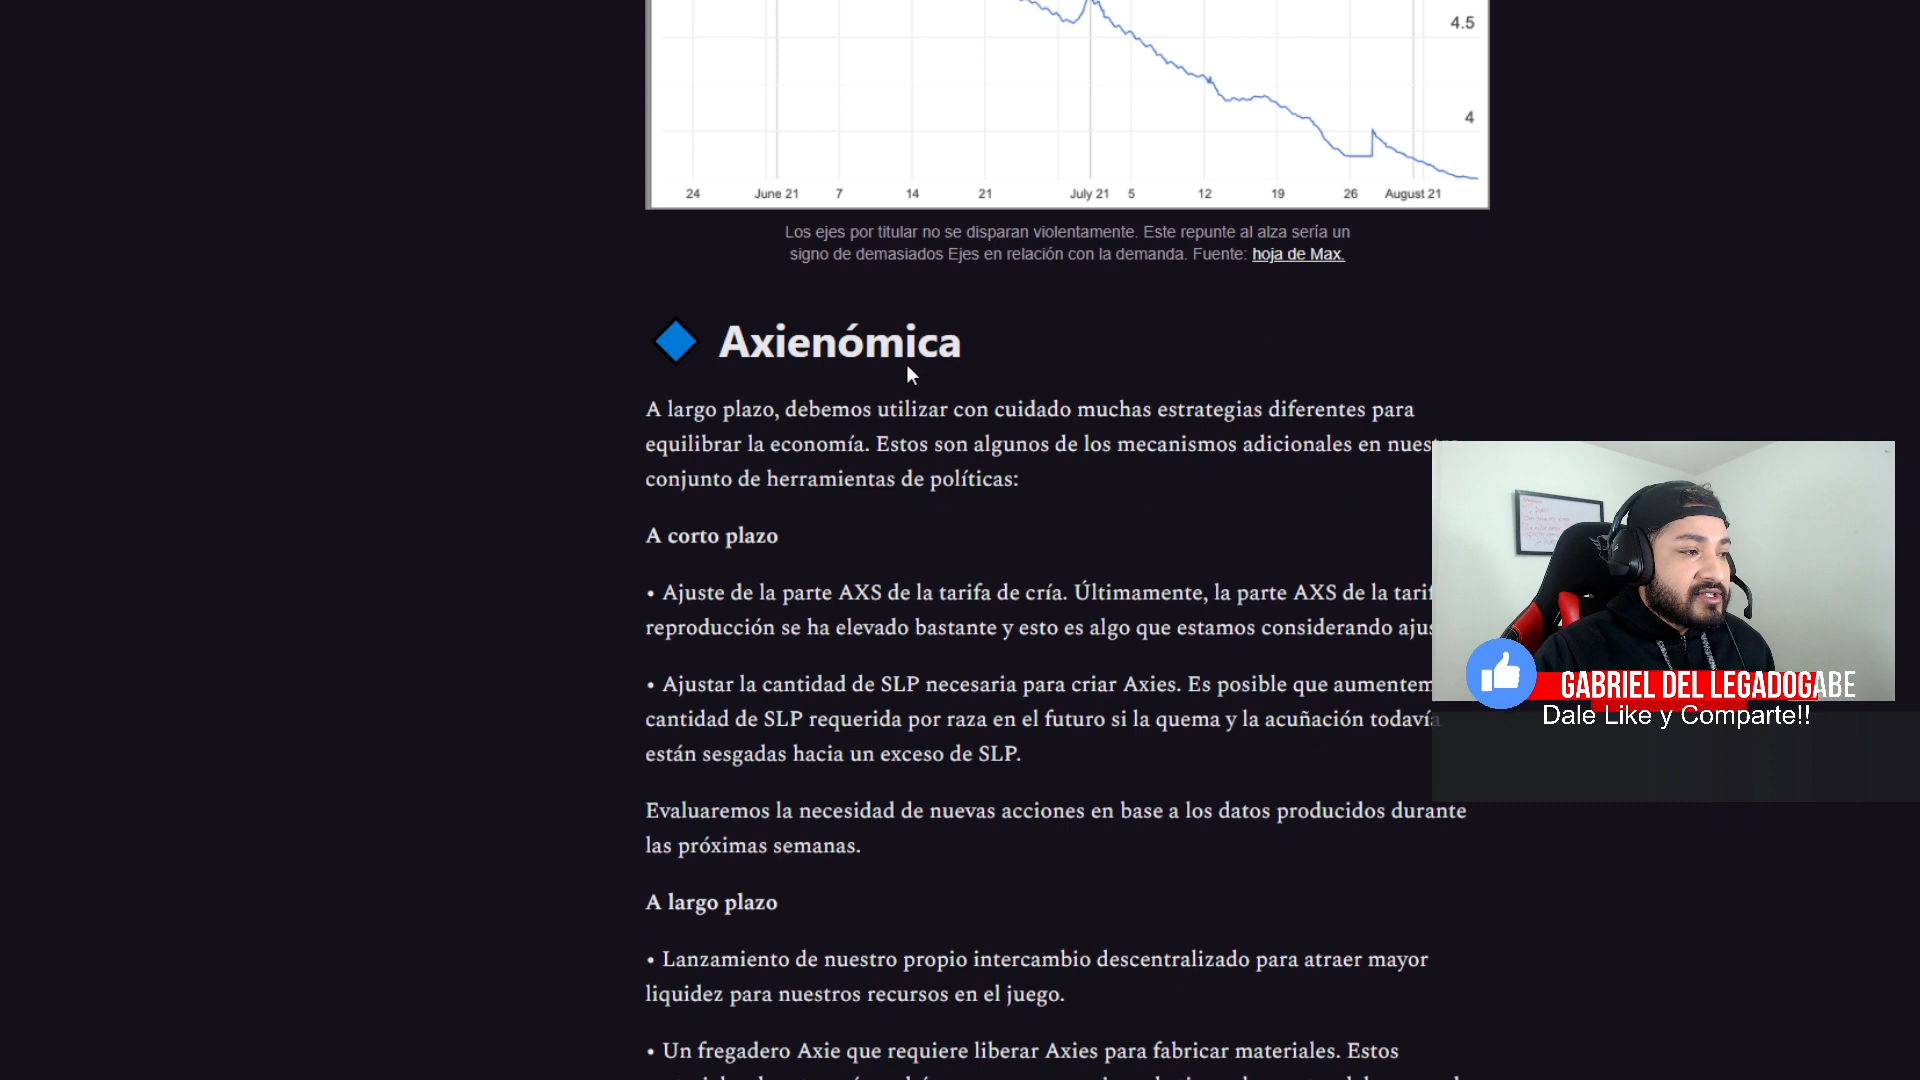 4.5
4
24 June 21 7 14 21 July 21 5 12 19 26 August 21
Los ejes por titular no se disparan violentamente. Este repunte al alza sería un
signo de demasiados Ejes en relación con la demanda. Fuente: hoja de Max.
Axienómica
A largo plazo, debemos utilizar con cuidado muchas estrategias diferentes para
equilibrar la economía. Estos son algunos de los mecanismos adicionales en
conjunto de herramientas de políticas:
A corto plazo
• Ajuste de la parte AXS de la tarifa de cría. Últimamente, la parte AXS de la
reproducción se ha elevado bastante y esto es algo que estamos considerando
• Ajustar la cantidad de SLP necesaria para criar Axies. Es posible que
cantidad de SLP requerida por raza en el futuro si la quema y la acuñación todavía
están sesgadas hacia un exceso de SLP.
Evaluaremos la necesidad de nuevas acciones en base a los datos producidos durante
las próximas semanas.
A largo plazo
• Lanzamiento de nuestro propio intercambio descentralizado para atraer mayor
liquidez para nuestros recursos en el juego.
• Un fregadero Axie que requiere liberar Axies para fabricar materiales. Estos
GABRIEL DEL LEGADOGABE
Dale Like y Comparte!!